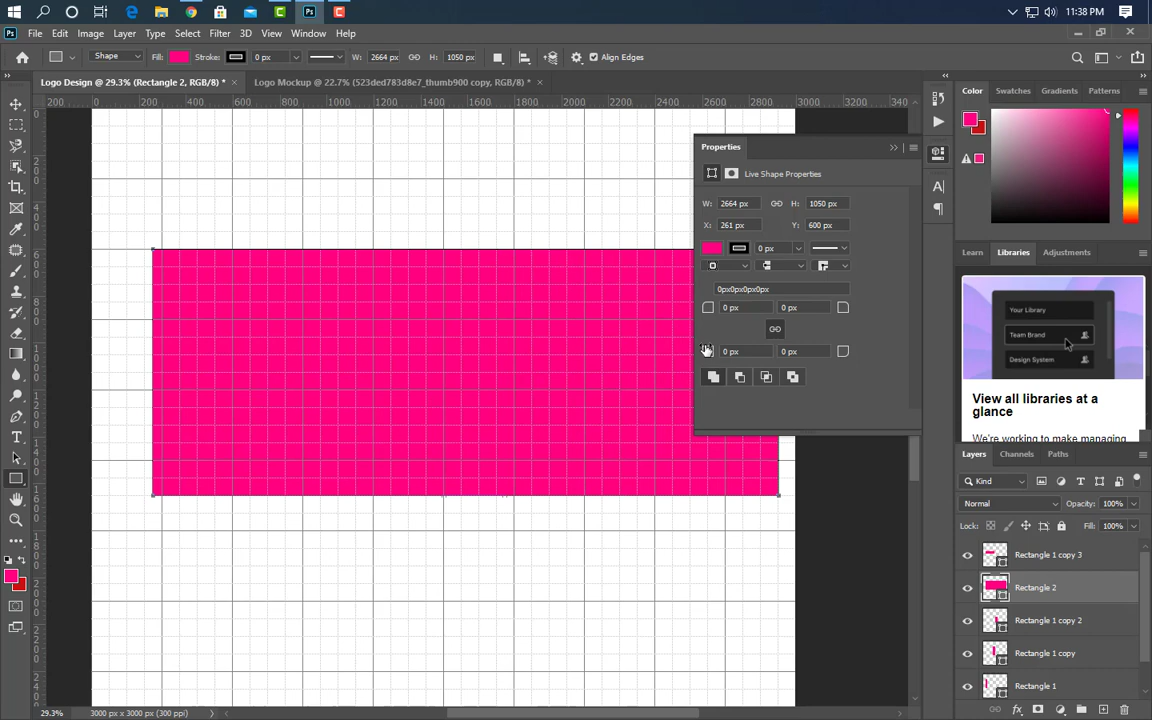 11:38 PM
Ps File Edit Image Layer Type Select Filter 3D View Window Help
Shape Fill: Stroke: 0 px W: 2664 px H: 1050 px Align Edges
Logo Design @ 29.3% (Rectangle 2, RGB/8) * × Logo Mockup @ 22.7% (523ded783d8e7_thumb900 copy, RGB/8) * ×
200 0 200 400 600 800 1000 1200 1400 1600 1800 2000 2200 2400 2600 2800 3000 3200 340
Color Swatches Gradients Patterns
Properties
Live Shape Properties
W: 2664 px H: 1050 px
X: 261 px Y: 600 px
0 px
0px0px0px0px
0 px 0 px
0 px 0 px
Learn Libraries Adjustments
Your Library
Team Brand
Design System
View all libraries at a
glance
We're working to make managing
Layers Channels Paths
Kind
Normal Opacity: 100%
Lock: Fill: 100%
Rectangle 1 copy 3
Rectangle 2
Rectangle 1 copy 2
Rectangle 1 copy
Rectangle 1
29.3% 3000 px x 3000 px (300 ppi)